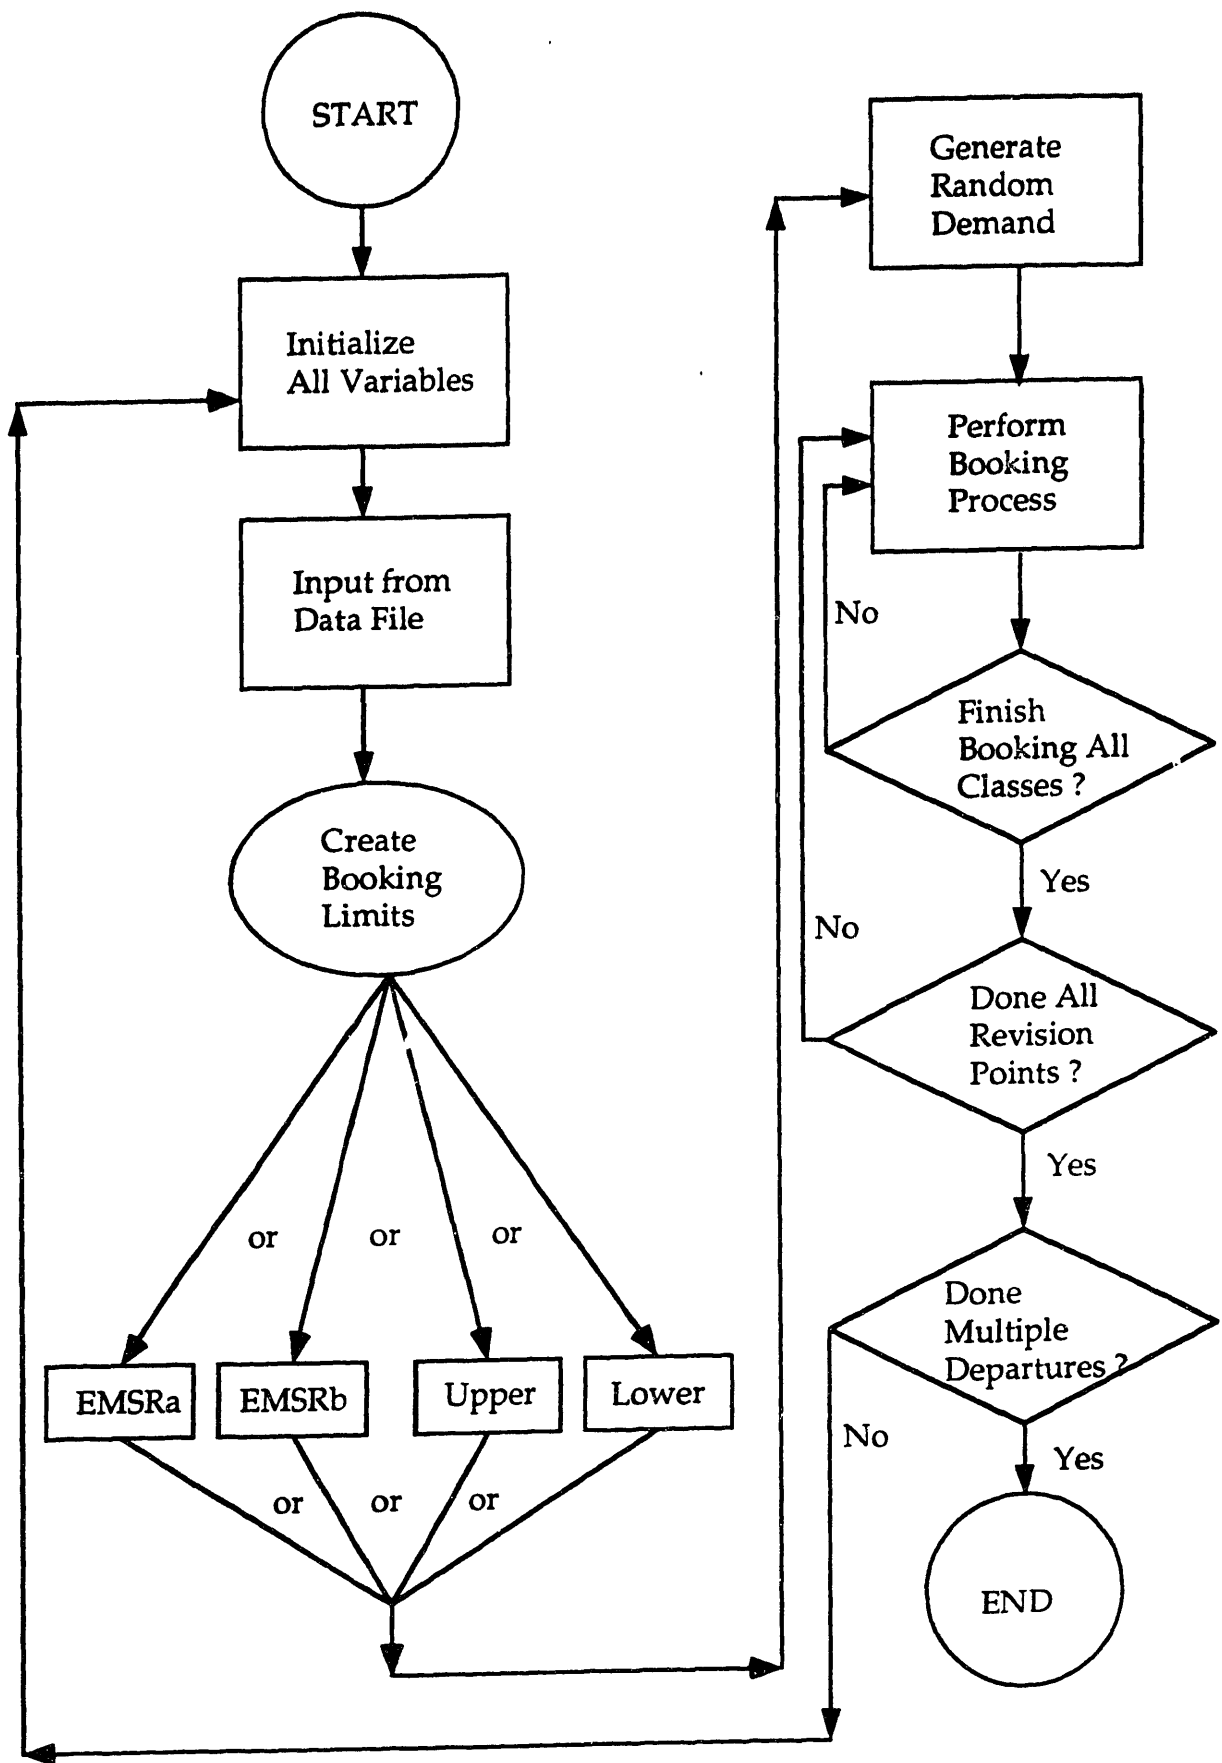 START
Initialize
All Variables
Input from
Data File
Create
Booking
Limits
or
or
or
EMSRa
EMSRb
Upper
Lower
or
or
or
Generate
Random
Demand
Perform
Booking
Process
No
Finish
Booking All
Classes ?
Yes
No
Done All
Revision
Points ?
Yes
Done
Multiple
Departures ?
No
Yes
END